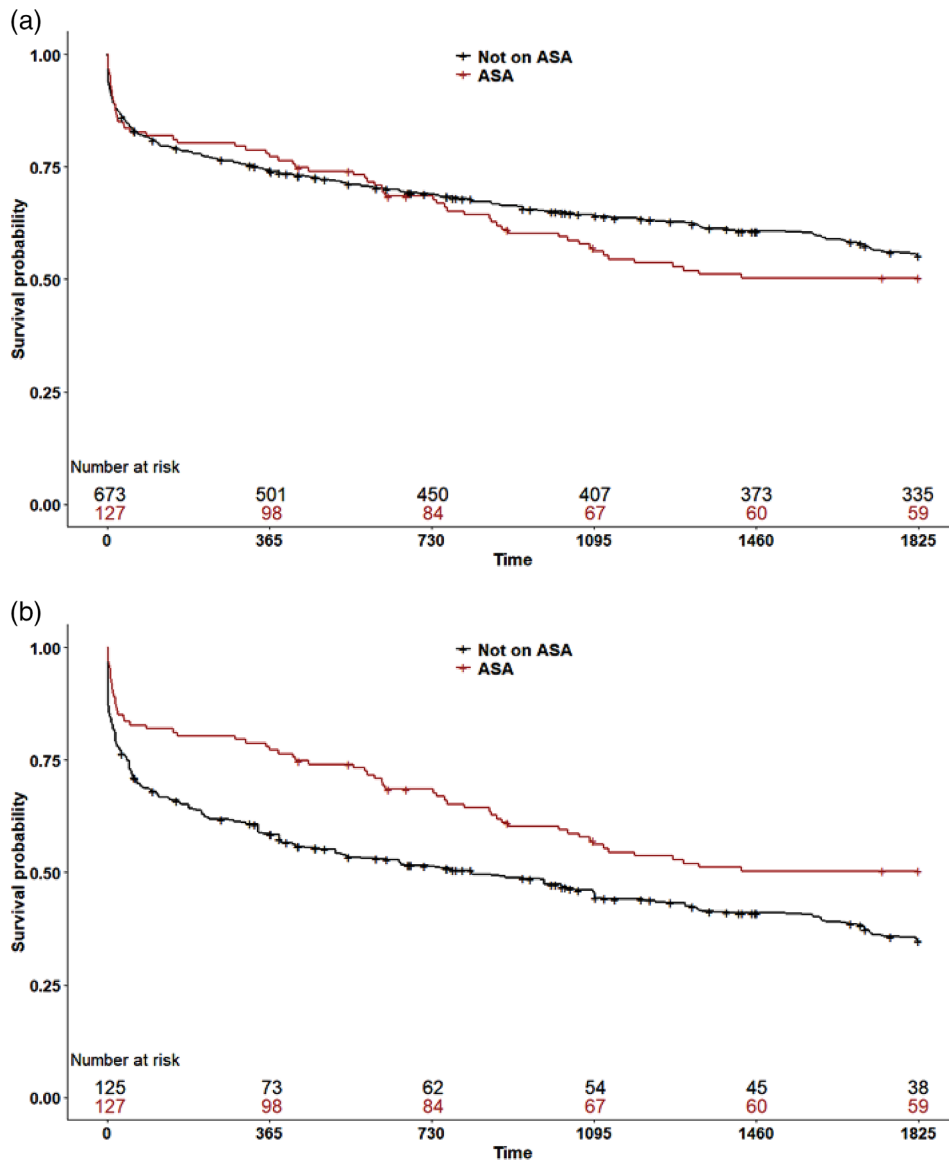 (a)
Not on ASA
ASA
1.00
0.75
0.50
0.25
0.00
Survival probability
Number at risk
673 501 450 407 373 335
127 98 84 67 60 59
0 365 730 1095 1460 1825
Time
(b)
Not on ASA
ASA
1.00
0.75
0.50
0.25
0.00
Survival probability
Number at risk
125 73 62 54 45 38
127 98 84 67 60 59
0 365 730 1095 1460 1825
Time